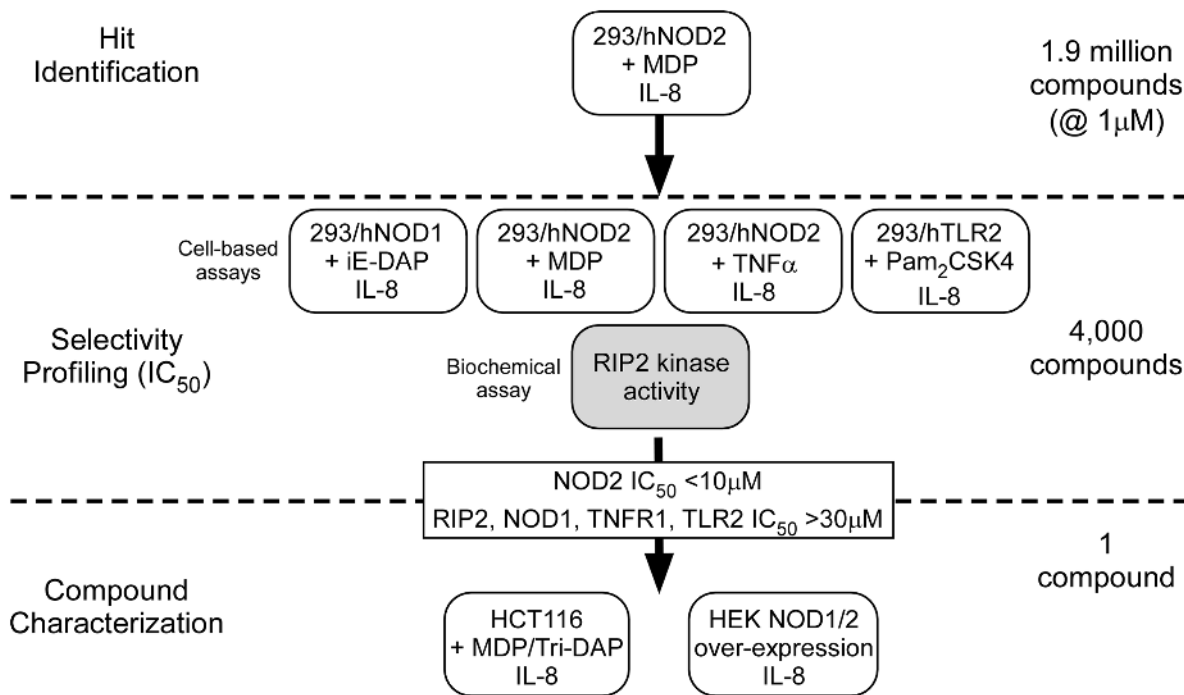 Hit
Identification
293/hNOD2
+ MDP
IL-8
1.9 million
compounds
(@ 1μM)
Cell-based
assays
293/hNOD1
+ iE-DAP
IL-8
293/hNOD2
+ MDP
IL-8
293/hNOD2
+ TNFα
IL-8
293/hTLR2
+ Pam₂CSK4
IL-8
Selectivity
Profiling (IC₅₀)
Biochemical
assay
RIP2 kinase
activity
4,000
compounds
NOD2 IC₅₀ <10μM
RIP2, NOD1, TNFR1, TLR2 IC₅₀ >30μM
Compound
Characterization
1
compound
HCT116
+ MDP/Tri-DAP
IL-8
HEK NOD1/2
over-expression
IL-8